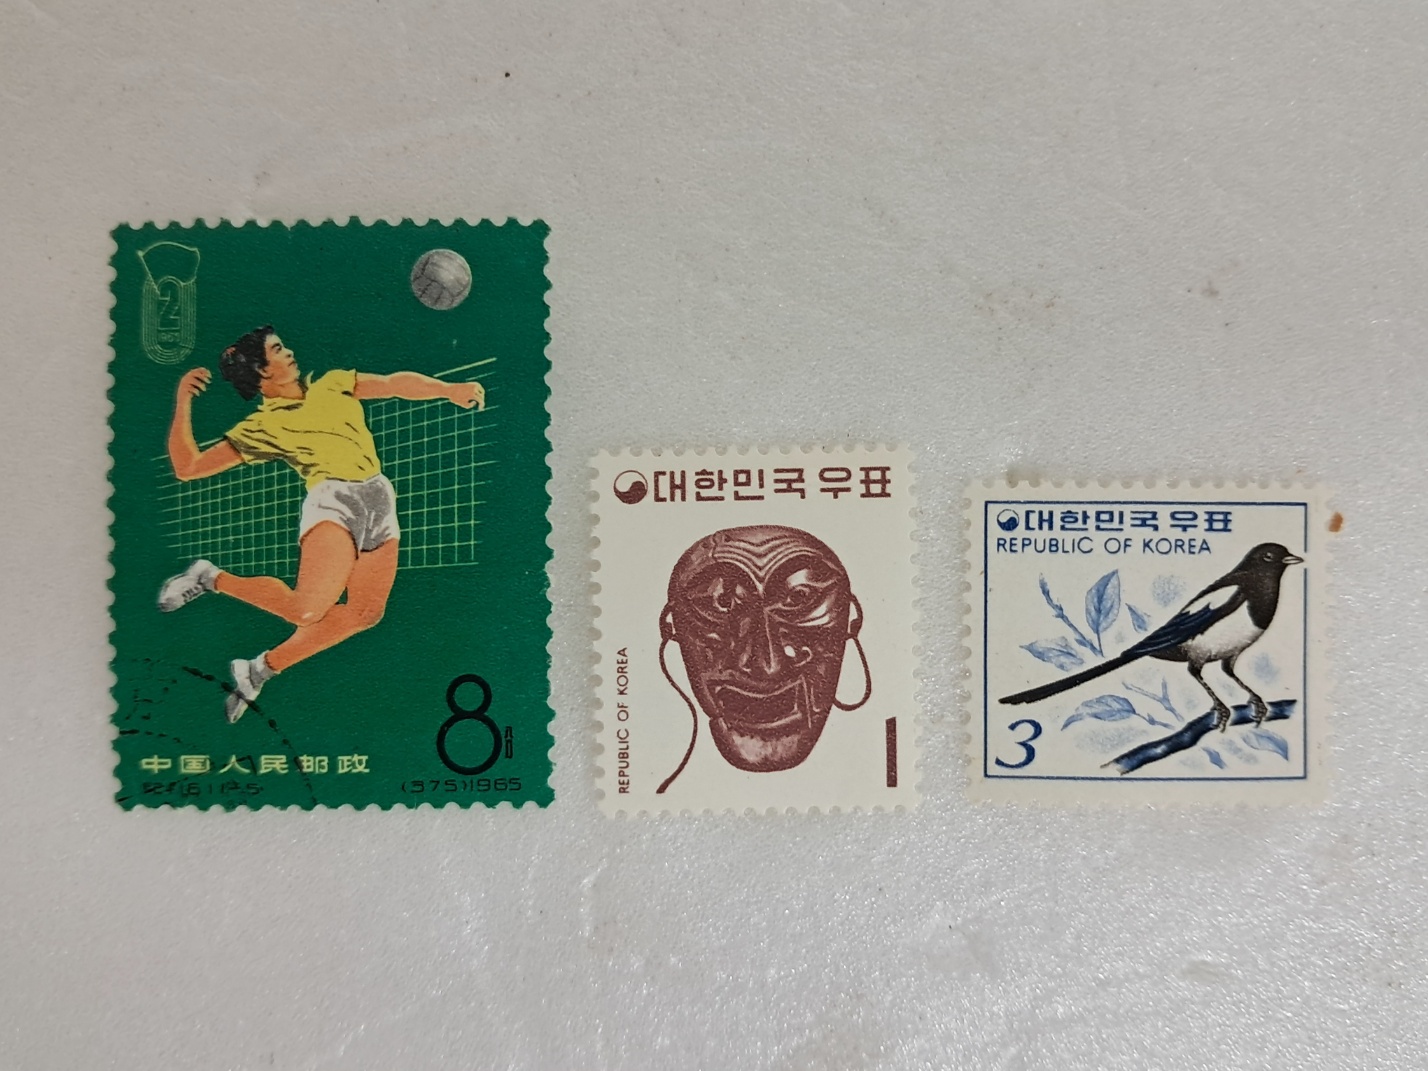 2
中国人民邮政
8分
(375)1965
대한민국 우표
REPUBLIC OF KOREA
1
대한민국 우표
REPUBLIC OF KOREA
3